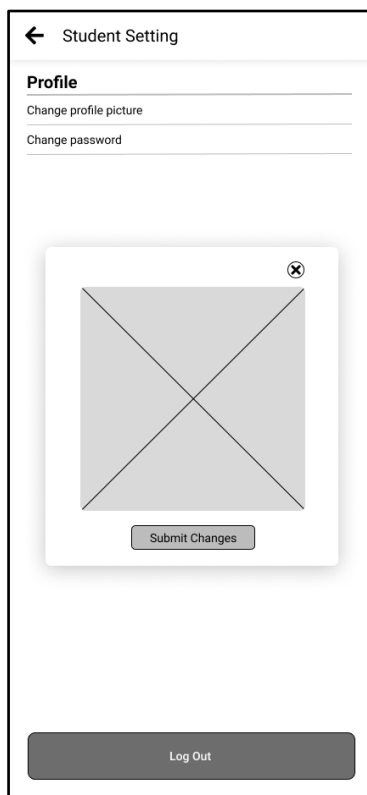 Student Setting
Profile
Change profile picture
Change password
Submit Changes
Log Out